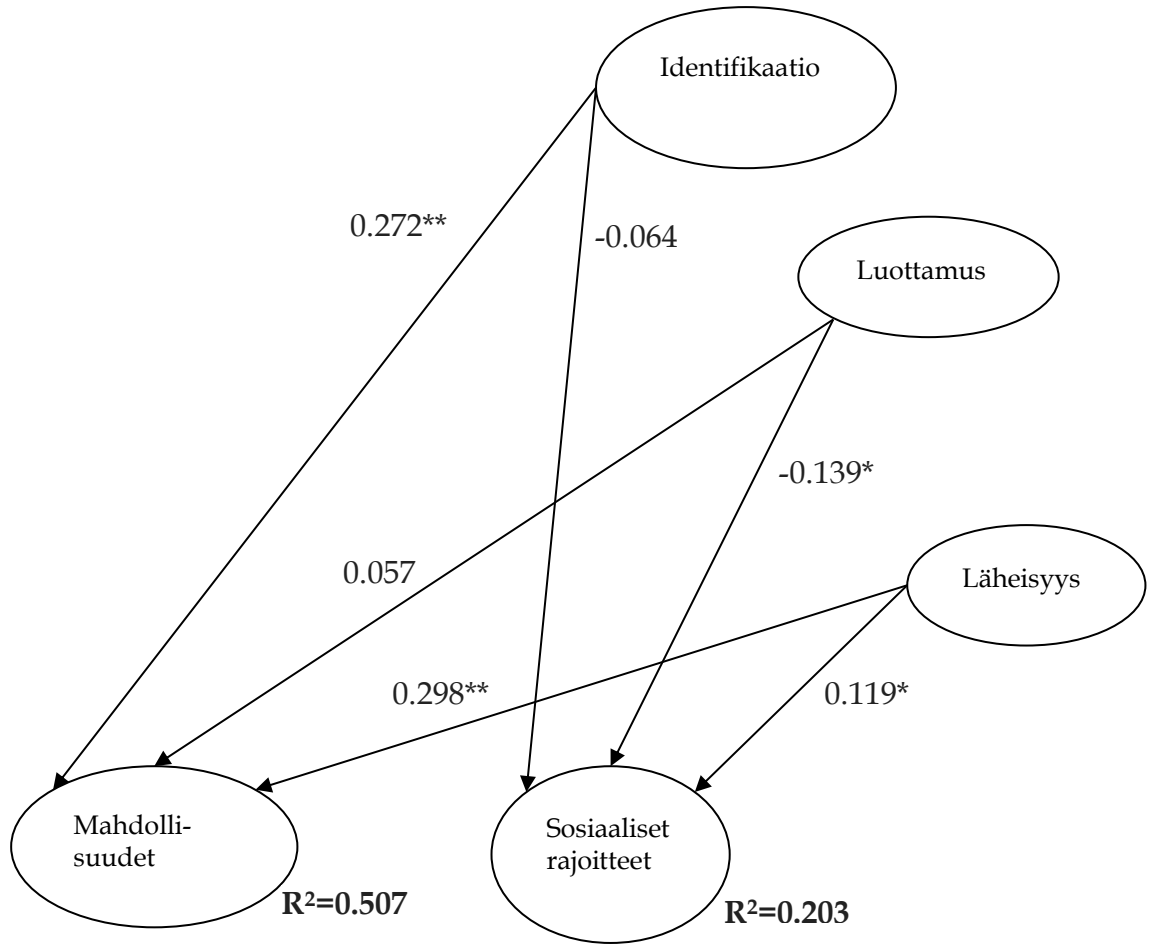 Identifikaatio
0.272**
-0.064
Luottamus
-0.139*
0.057
Läheisyys
0.298**
0.119*
Mahdolli-
suudet
R²=0.507
Sosiaaliset
rajoitteet
R²=0.203